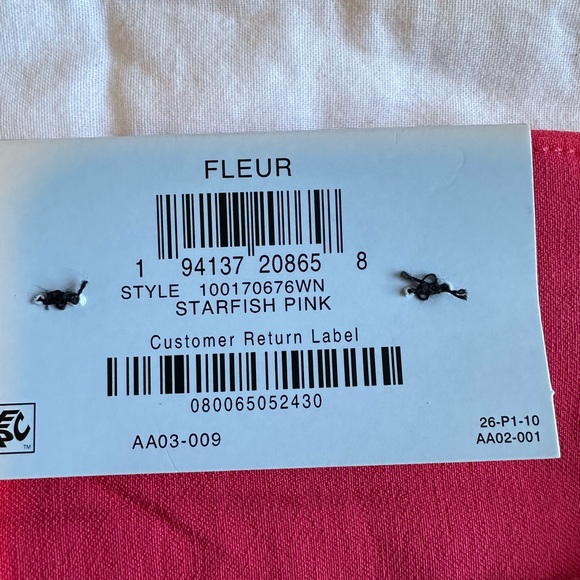 FLEUR
1 94137 20865 8
STYLE 100170676WN
STARFISH PINK
Customer Return Label
080065052430
AA03-009
26-P1-10
AA02-001
TM